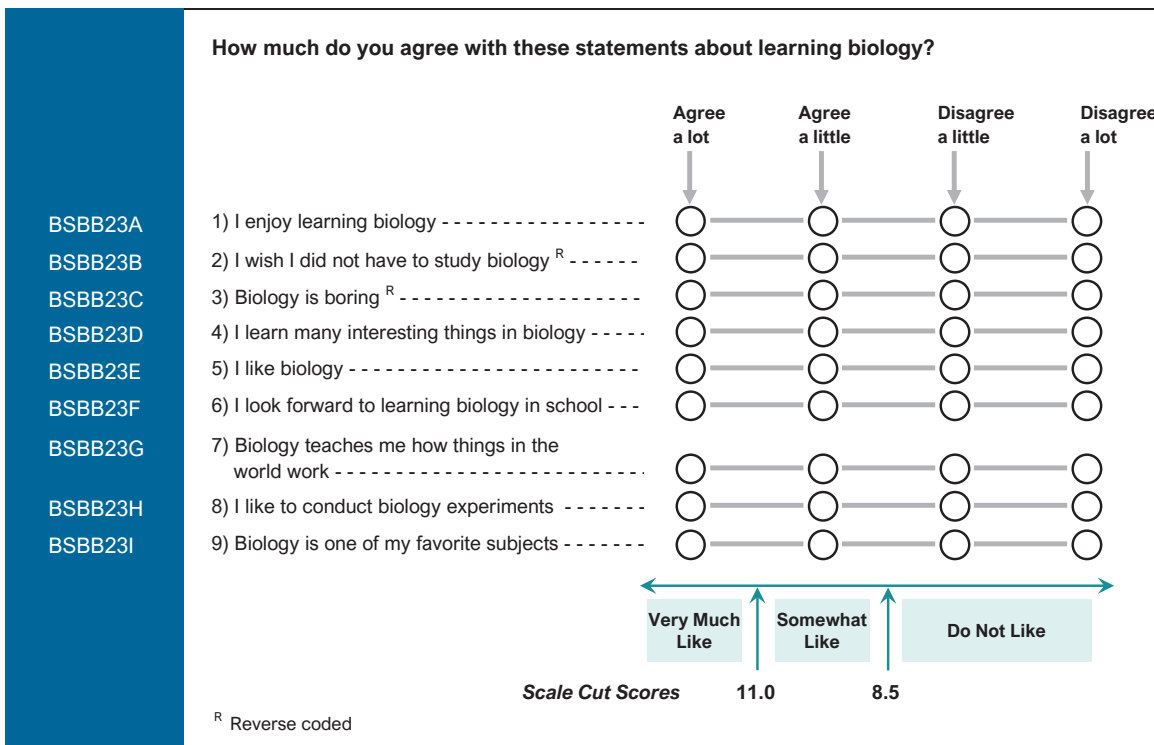 How much do you agree with these statements about learning biology?
Agree a lot
Agree a little
Disagree a little
Disagree a lot
BSBB23A 1) I enjoy learning biology - - - - - - - - - - - - - - - - -
BSBB23B 2) I wish I did not have to study biology R - - - - - -
BSBB23C 3) Biology is boring R - - - - - - - - - - - - - - - - - - - -
BSBB23D 4) I learn many interesting things in biology - - - - -
BSBB23E 5) I like biology - - - - - - - - - - - - - - - - - - - - - - - -
BSBB23F 6) I look forward to learning biology in school - - -
BSBB23G 7) Biology teaches me how things in the
world work - - - - - - - - - - - - - - - - - - - - - - - - -
BSBB23H 8) I like to conduct biology experiments - - - - - - -
BSBB23I 9) Biology is one of my favorite subjects - - - - - - -
Very Much Like
Somewhat Like
Do Not Like
Scale Cut Scores 11.0 8.5
R Reverse coded